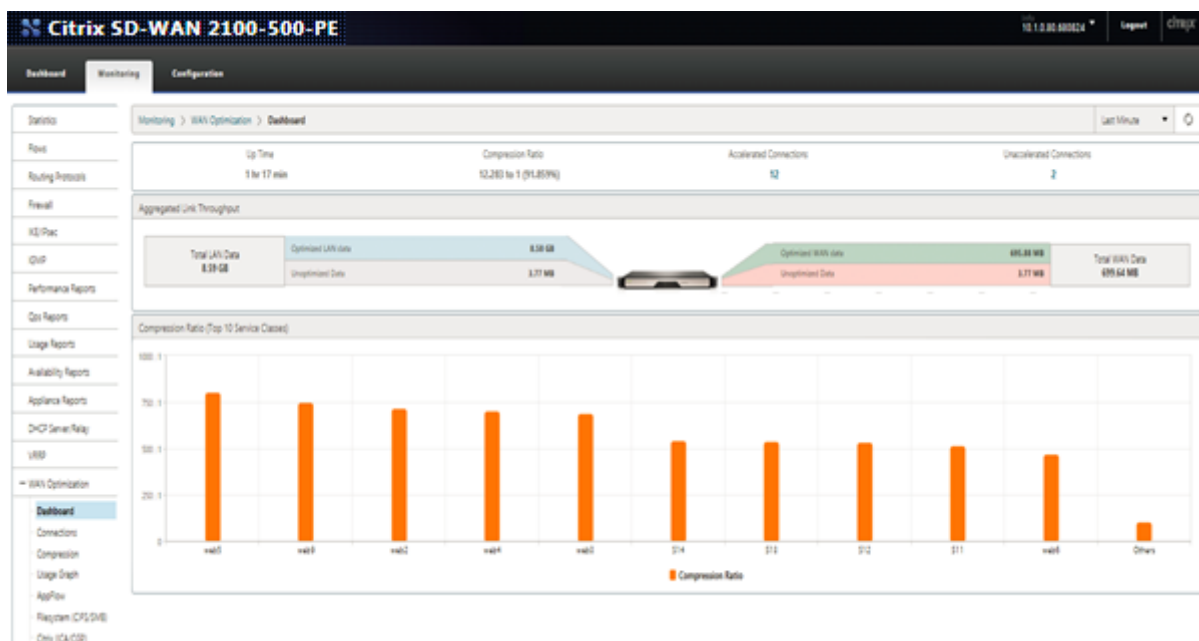 Citrix SD-WAN 2100-500-PE
Logout
citrix
Dashboard
Monitoring
Configuration
Statistics
Flows
Routing Protocols
Firewall
IKE/IPsec
IGMP
Performance Reports
Qos Reports
Usage Reports
Availability Reports
Appliance Reports
DHCP Server/Relay
VRRP
WAN Optimization
Dashboard
Connections
Compression
Usage Graph
AppFlow
Filesystem (CIFS/SMB)
Citrix (ICA/CGP)
Monitoring > WAN Optimization > Dashboard
Last Minute
Up Time
1 hr 17 min
Compression Ratio
12.283 to 1 (91.859%)
Accelerated Connections
12
Unaccelerated Connections
2
Aggregated Link Throughput
Total LAN Data
8.59 GB
Optimized LAN data
8.59 GB
Unoptimized Data
3.77 MB
Optimized WAN data
695.88 MB
Unoptimized Data
3.77 MB
Total WAN Data
699.64 MB
Compression Ratio (Top 10 Service Classes)
1000:1
750:1
500:1
250:1
0
web5
web9
web2
web4
web3
S14
S13
S12
S11
web6
Others
Compression Ratio